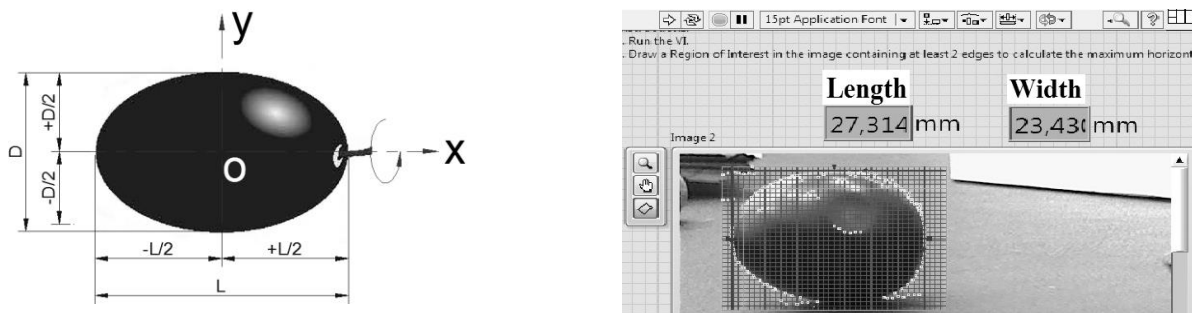 y
x
O
D
+D/2
-D/2
-L/2
+L/2
L
15pt Application Font
. Run the VI.
. Draw a Region of Interest in the image containing at least 2 edges to calculate the maximum horizont
Length
Width
27,314 mm
23,43 mm
Image 2